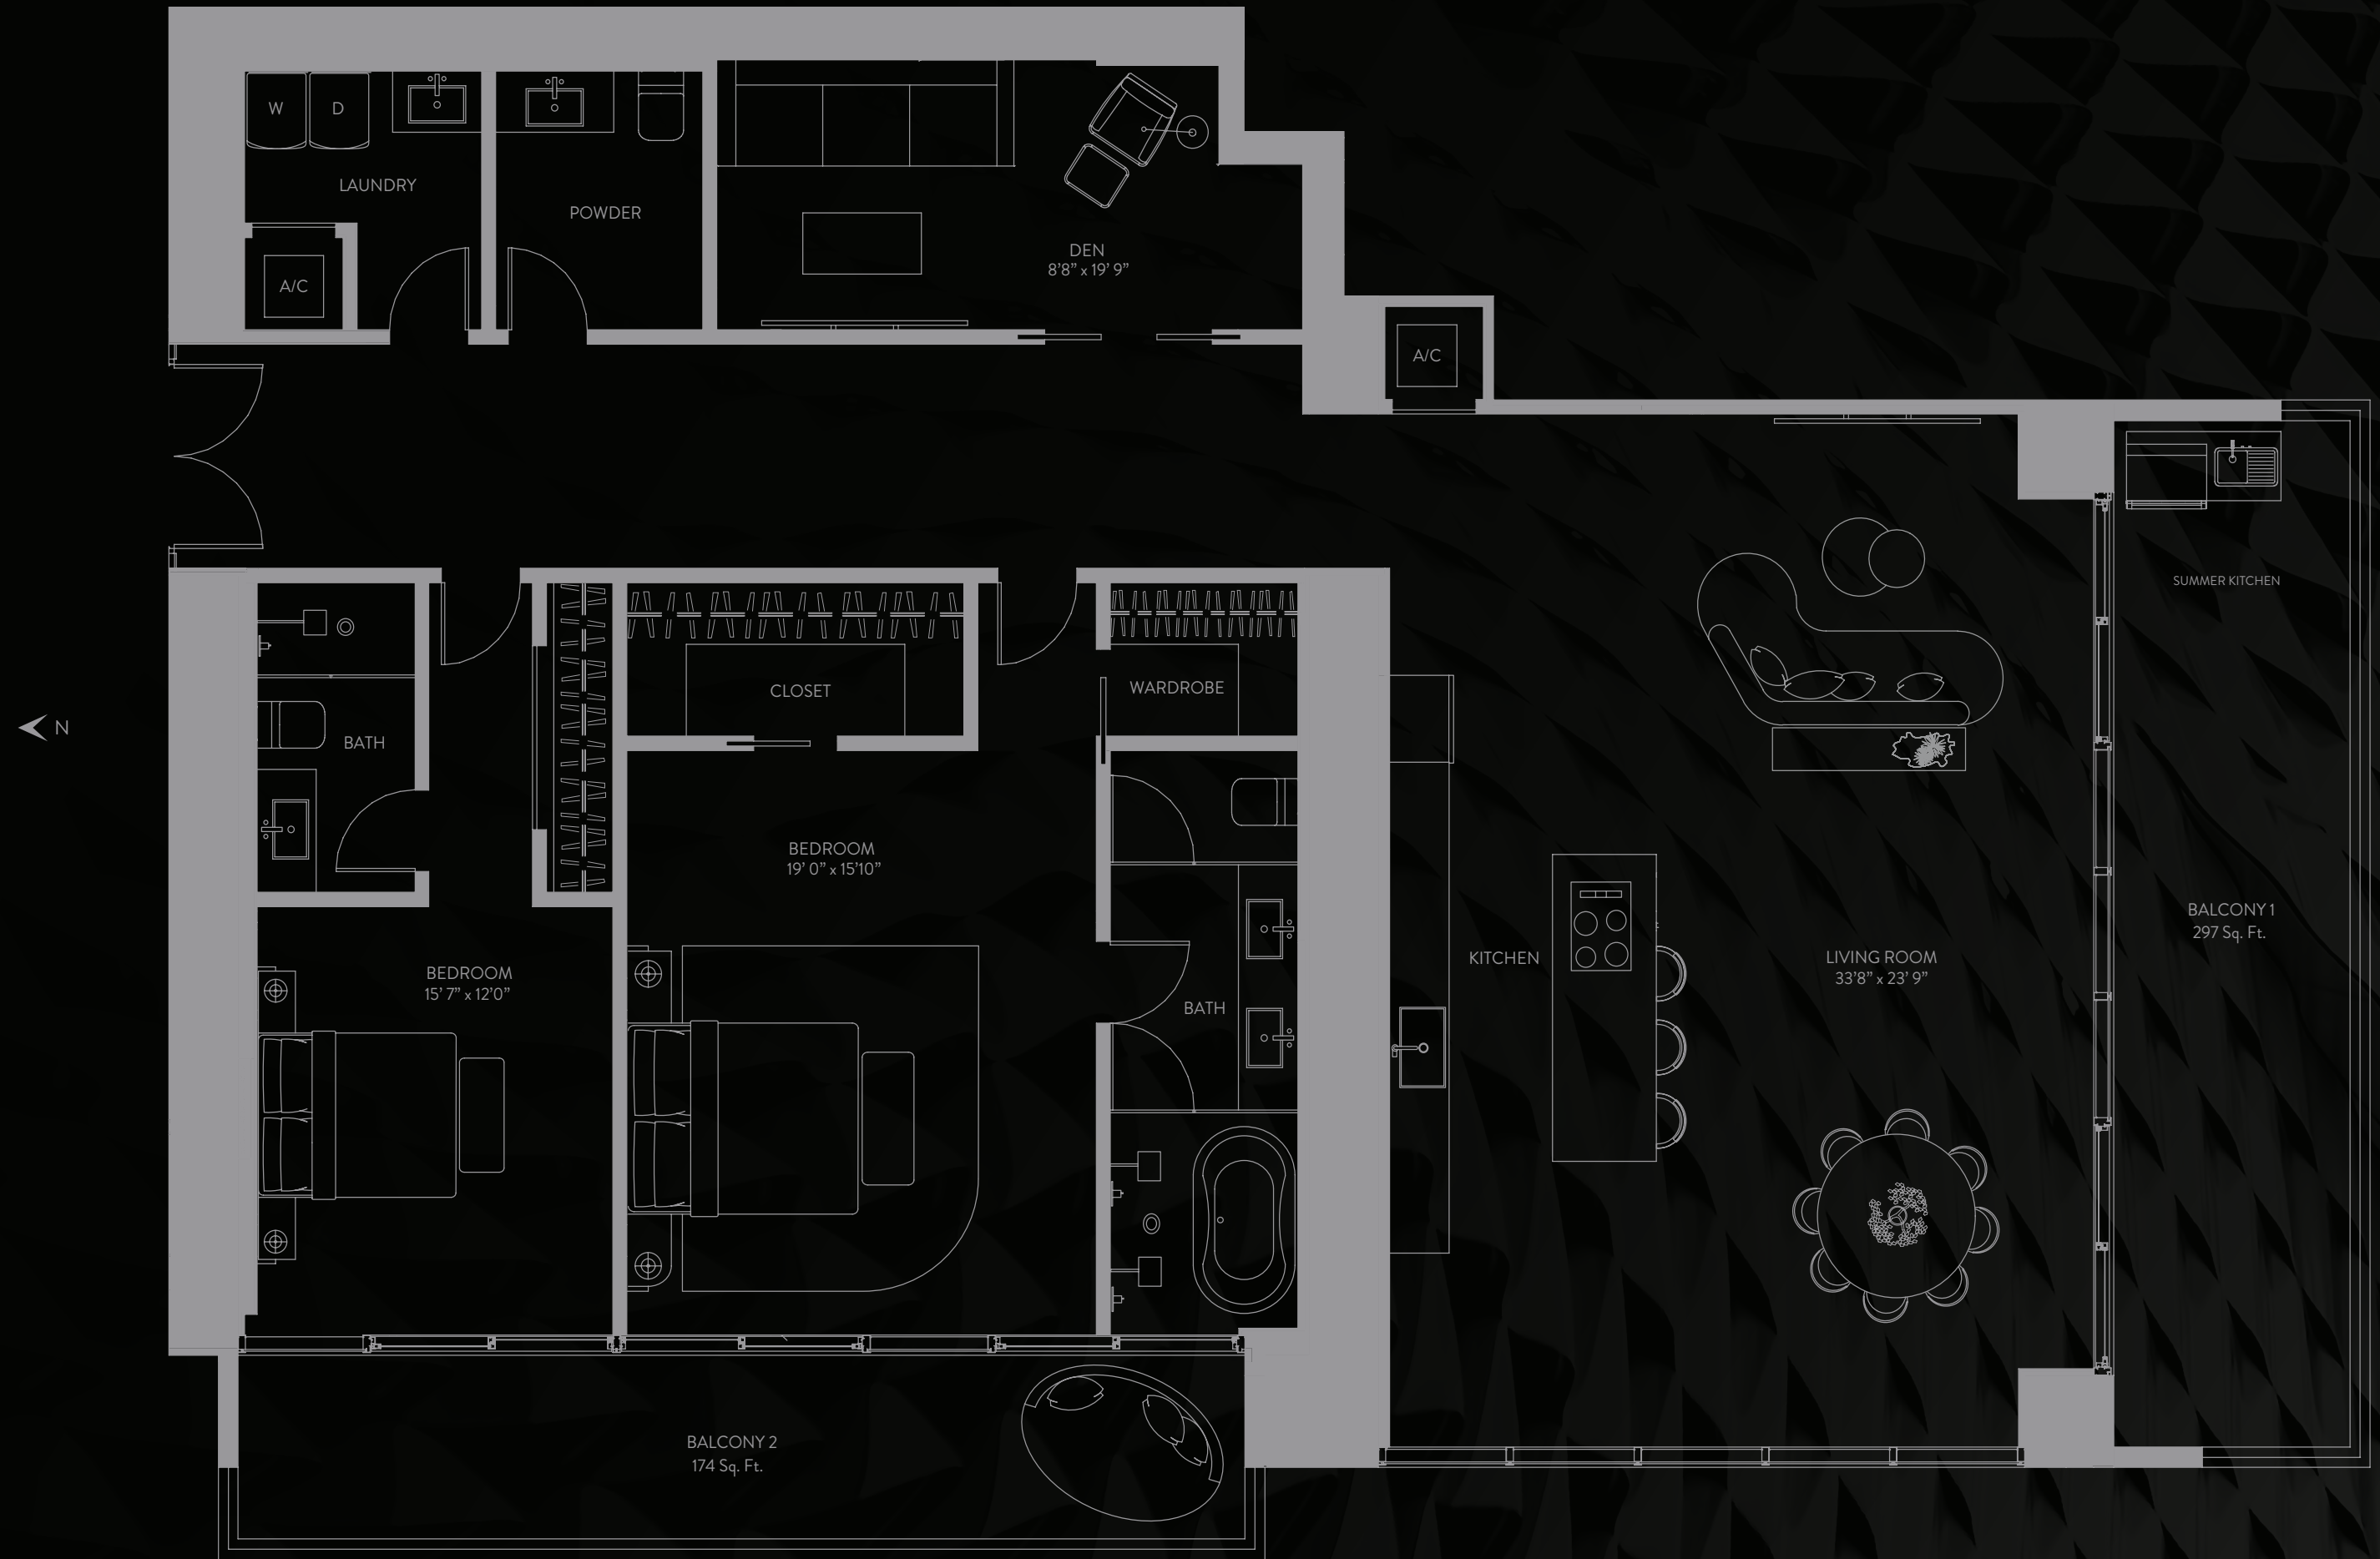 W
D
LAUNDRY
POWDER
DEN
8'8” x 19' 9”
A/C
A/C
SUMMER KITCHEN
CLOSET
WARDROBE
N
BATH
BEDROOM
19' 0” x 15'10”
BALCONY 1
297 Sq. Ft.
KITCHEN
LIVING ROOM
33'8” x 23' 9”
BEDROOM
15' 7” x 12'0”
BATH
BALCONY 2
174 Sq. Ft.